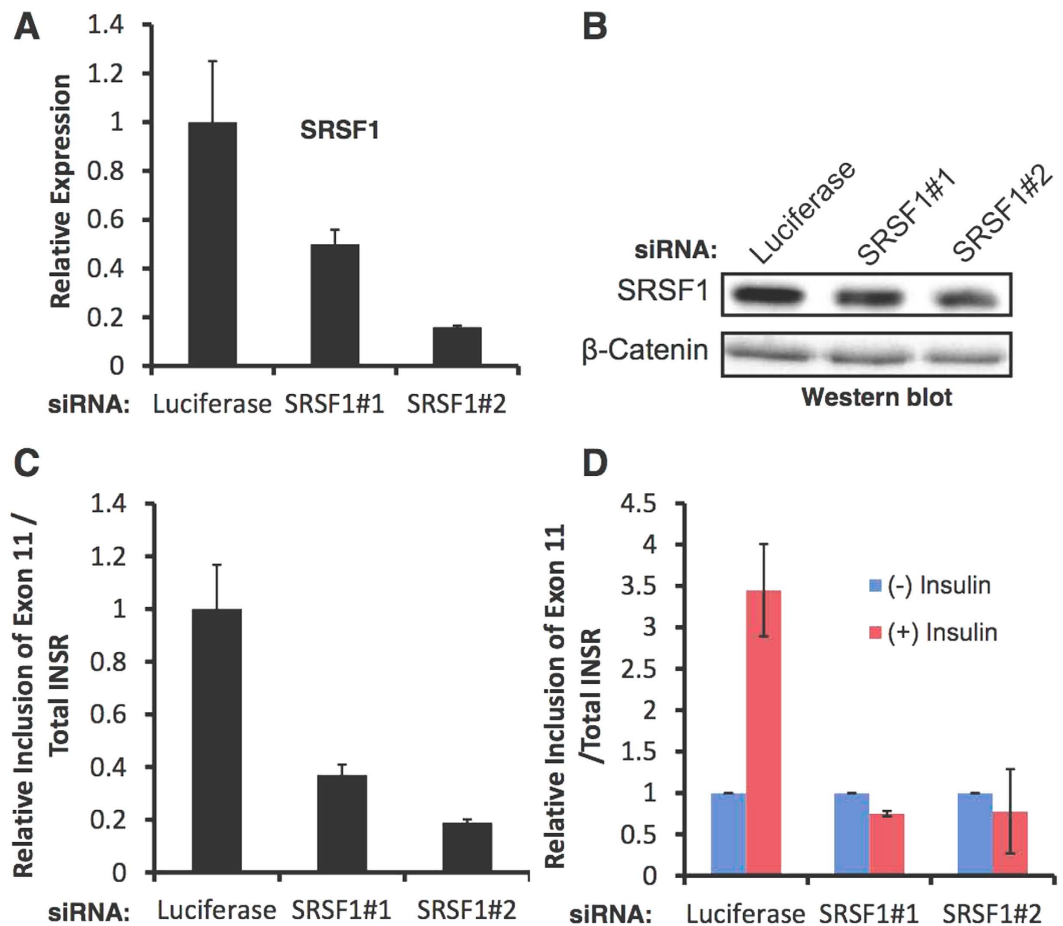 A
1.4
1.2
1
0.8
0.6
0.4
0.2
0
Relative Expression
SRSF1
siRNA: Luciferase SRSF1#1 SRSF1#2
B
siRNA: Luciferase SRSF1#1 SRSF1#2
SRSF1
β-Catenin
Western blot
C
1.4
1.2
1
0.8
0.6
0.4
0.2
0
Relative Inclusion of Exon 11 /
Total INSR
siRNA: Luciferase SRSF1#1 SRSF1#2
D
4.5
4
3.5
3
2.5
2
1.5
1
0.5
0
Relative Inclusion of Exon 11
/Total INSR
(-) Insulin
(+) Insulin
siRNA: Luciferase SRSF1#1 SRSF1#2